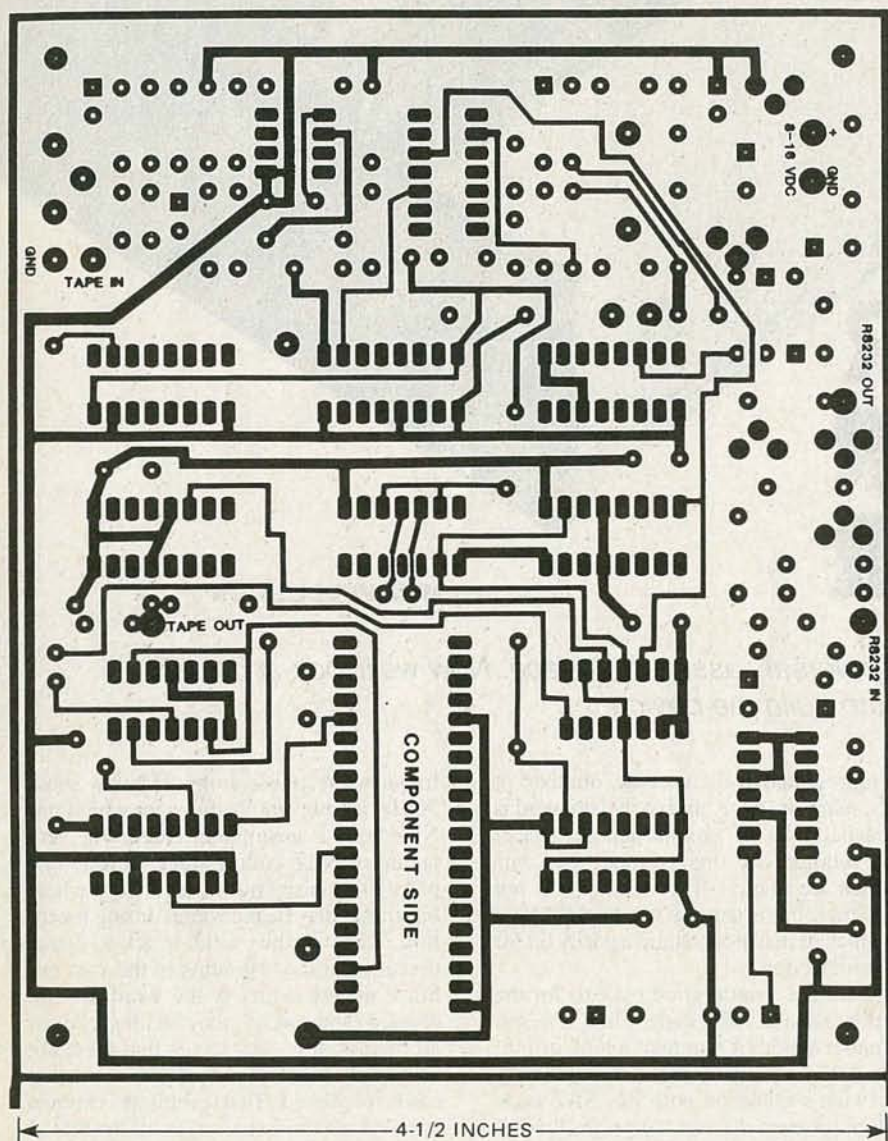 +
8-16 VDC
GND
GND
TAPE IN
RS232 OUT
TAPE OUT
RS232 IN
COMPONENT SIDE
4-1/2 INCHES